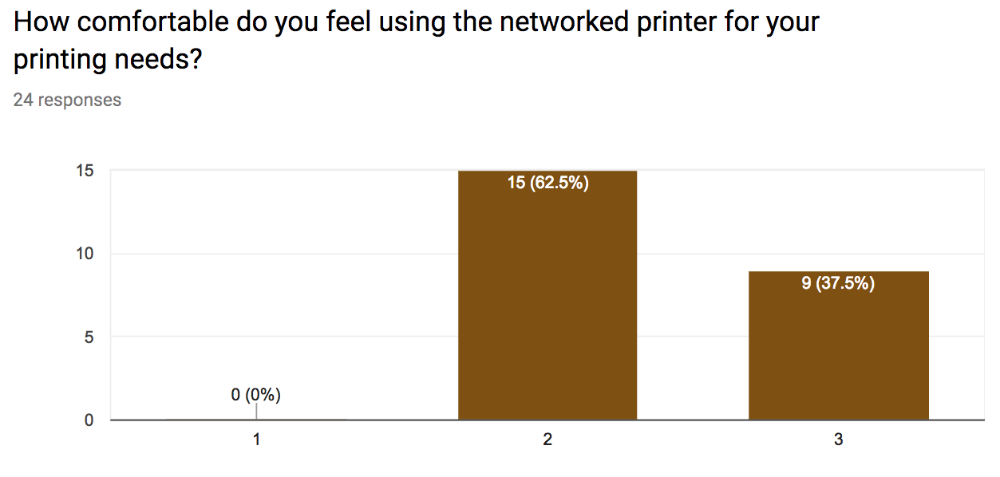 How comfortable do you feel using the networked printer for your
printing needs?
24 responses
15
15 (62.5%)
10
9 (37.5%)
5
0 (0%)
0
1 2 3